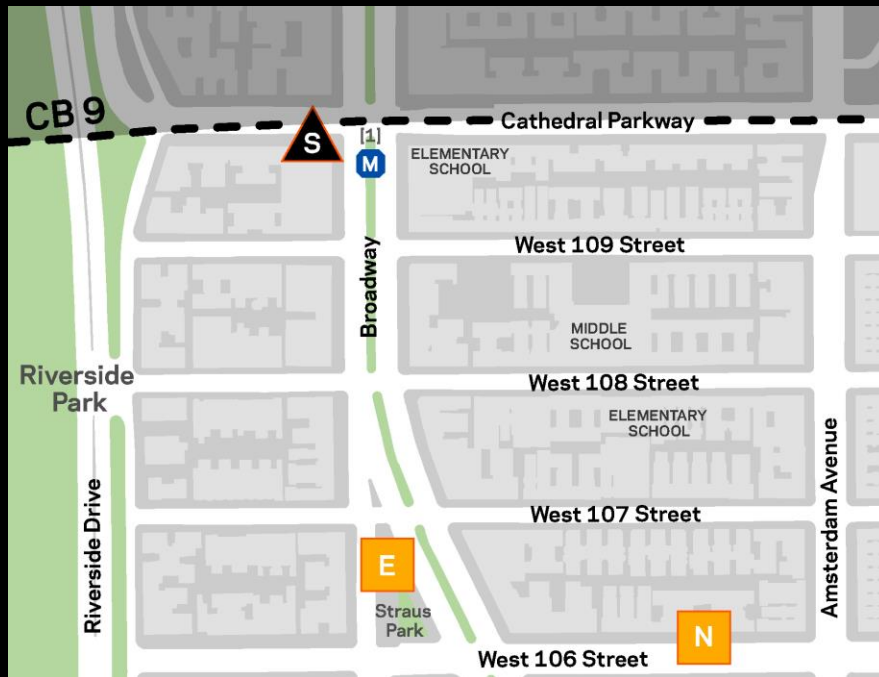 CB 9
S
[1]
M
Cathedral Parkway
ELEMENTARY
SCHOOL
West 109 Street
Broadway
MIDDLE
SCHOOL
Riverside
Park
West 108 Street
ELEMENTARY
SCHOOL
Amsterdam Avenue
Riverside Drive
West 107 Street
E
Straus
Park
N
West 106 Street